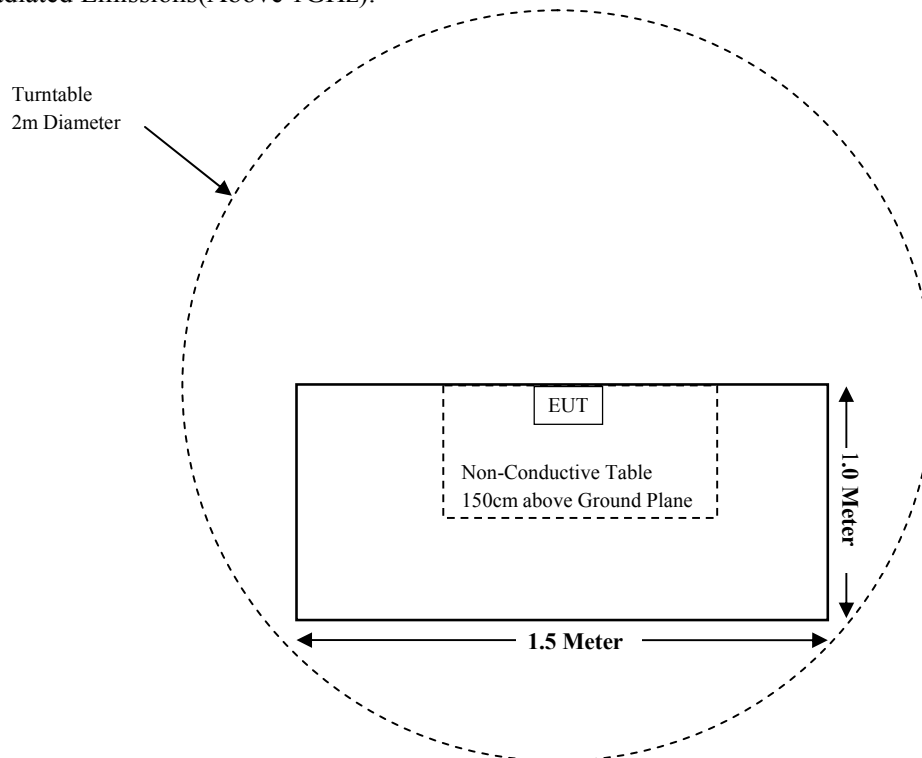 Emissions(Above 1GHz):
Turntable
2m Diameter
EUT
Non-Conductive Table
150cm above Ground Plane
1.0 Meter
1.5 Meter